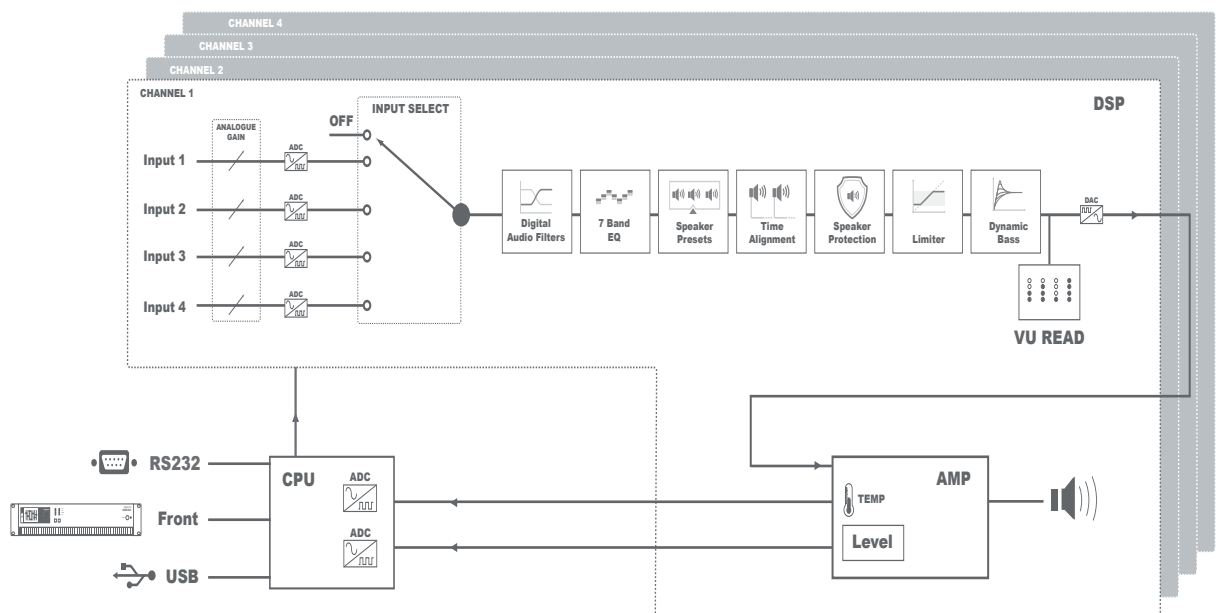 CHANNEL 4
CHANNEL 3
CHANNEL 2
CHANNEL 1
DSP
INPUT SELECT
ANALOGUE
GAIN
OFF
ADC
Input 1
ADC
Input 2
ADC
Input 3
ADC
Input 4
Digital
Audio Filters
7 Band
EQ
Speaker
Presets
Time
Alignment
Speaker
Protection
Limiter
Dynamic
Bass
DAC
VU READ
RS232
Front
USB
CPU
ADC
ADC
AMP
TEMP
Level